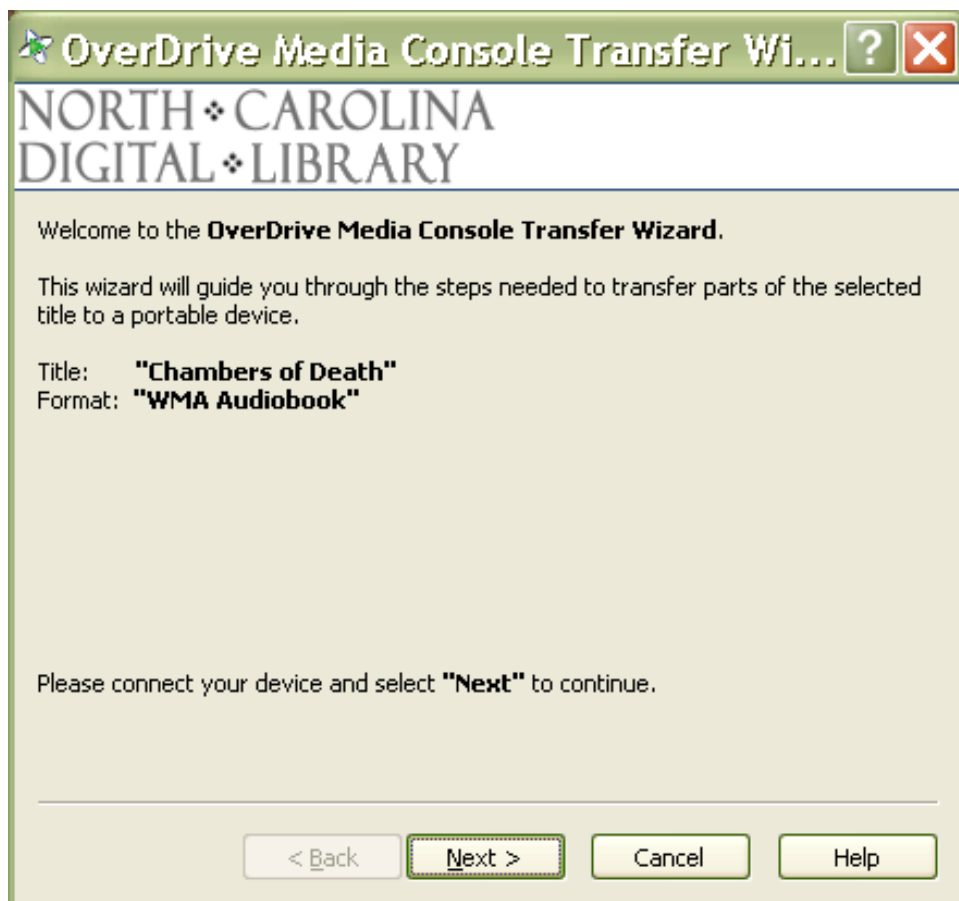 OverDrive Media Console Transfer Wi...
NORTH❖CAROLINA
DIGITAL❖LIBRARY
Welcome to the OverDrive Media Console Transfer Wizard.
This wizard will guide you through the steps needed to transfer parts of the selected
title to a portable device.
Title: "Chambers of Death"
Format: "WMA Audiobook"
Please connect your device and select "Next" to continue.
< Back Next > Cancel Help